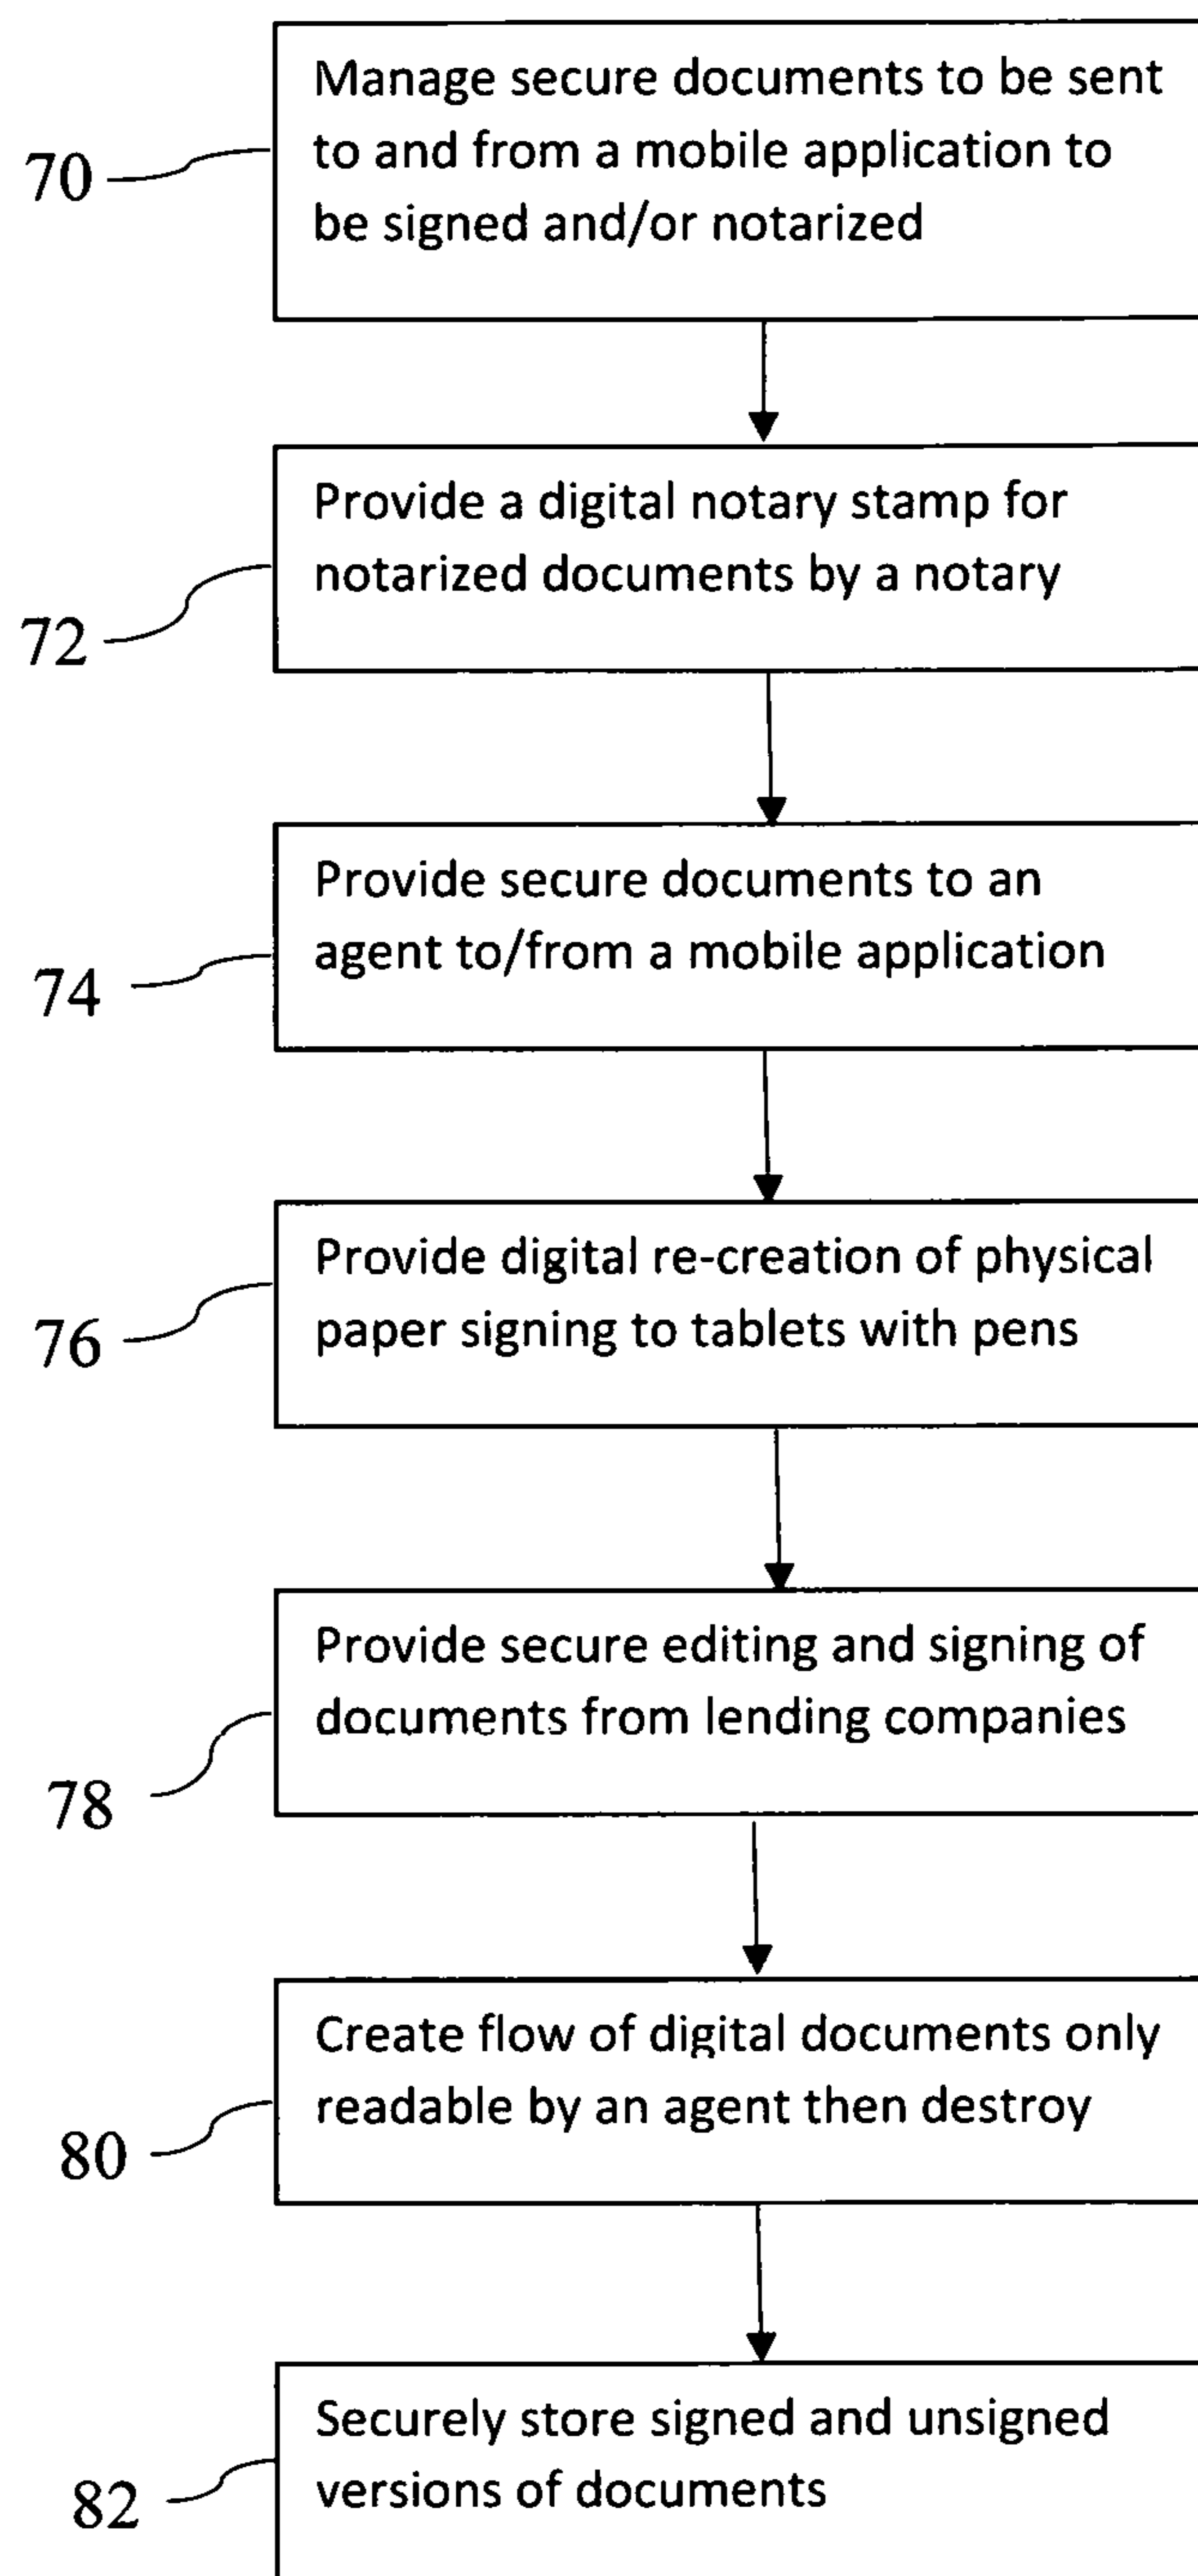 Manage secure documents to be sent
to and from a mobile application to
be signed and/or notarized
70
Provide a digital notary stamp for
notarized documents by a notary
72
Provide secure documents to an
agent to/from a mobile application
74
Provide digital re-creation of physical
paper signing to tablets with pens
76
Provide secure editing and signing of
documents from lending companies
78
Create flow of digital documents only
readable by an agent then destroy
80
Securely store signed and unsigned
versions of documents
82